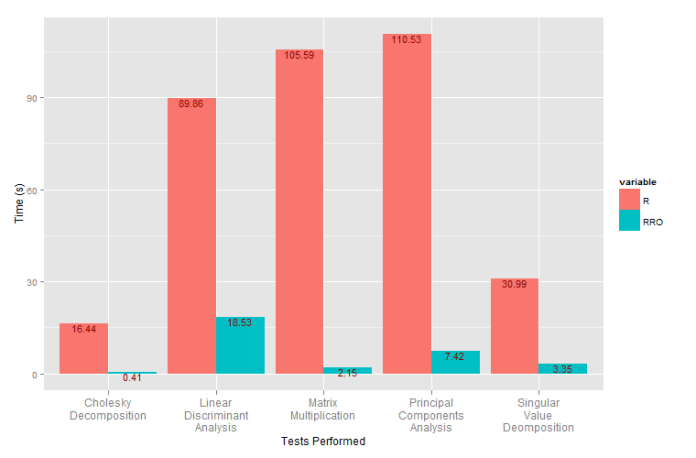 110.53
105.59
89.86
90
variable
R
RRO
Time (s)
60
30
30.99
16.44
18.53
7.42
3.35
2.15
0.41
0
Cholesky
Decomposition
Linear
Discriminant
Analysis
Matrix
Multiplication
Principal
Components
Analysis
Singular
Value
Deomposition
Tests Performed